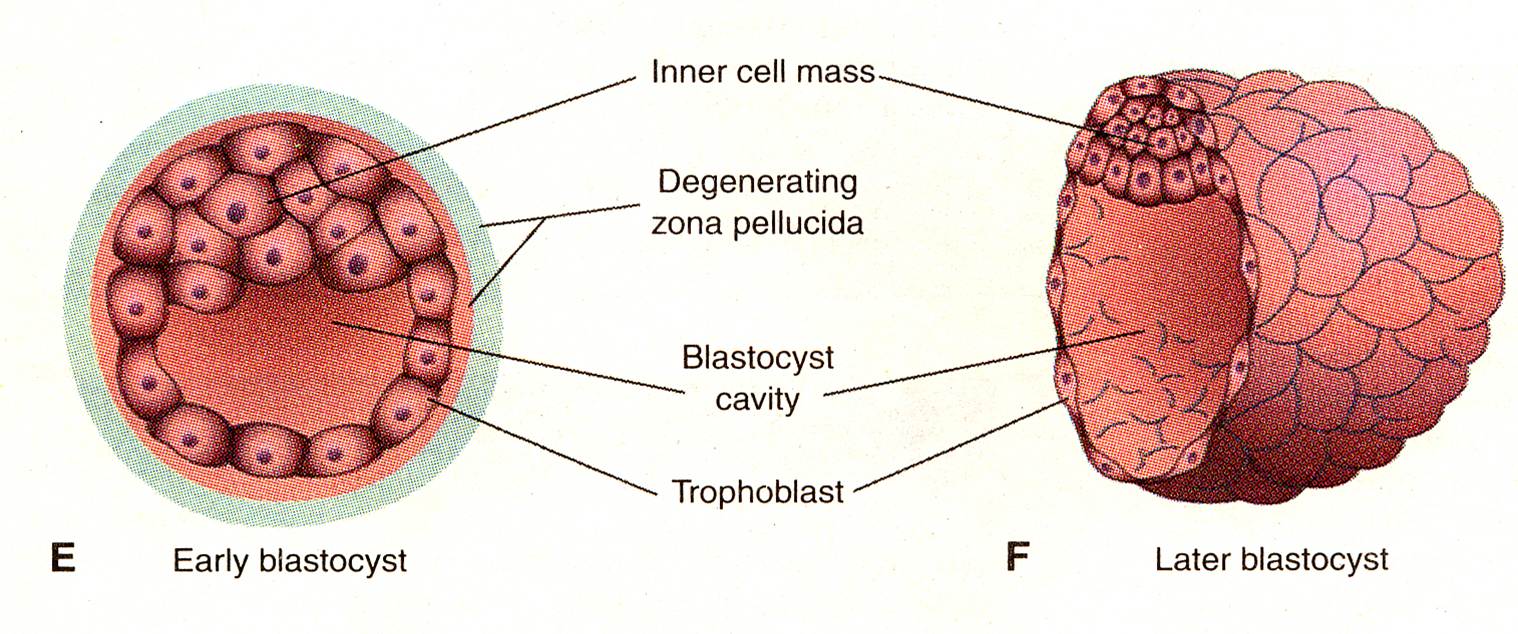 Inner cell mass
Degenerating
zona pellucida
Blastocyst
cavity
Trophoblast
E Early blastocyst
F Later blastocyst